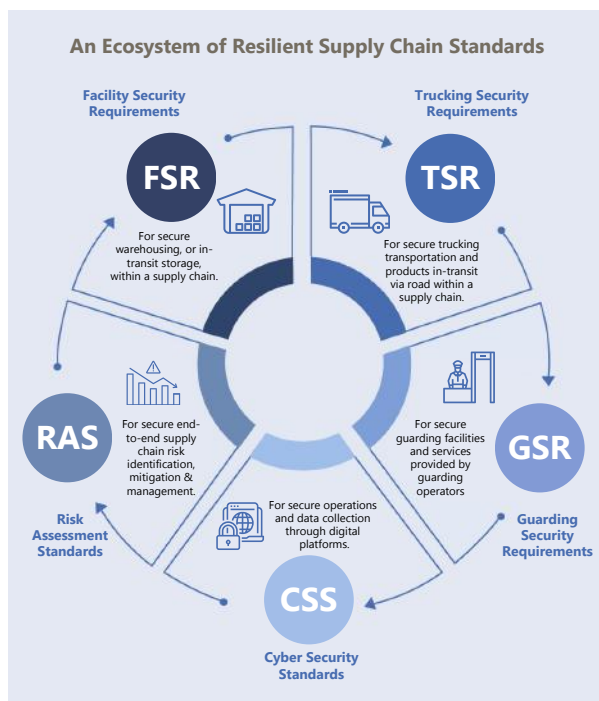 An Ecosystem of Resilient Supply Chain Standards
Facility Security
Requirements
FSR
For secure
warehousing, or in-
transit storage,
within a supply chain.
Trucking Security
Requirements
TSR
For secure trucking
transportation and
products in-transit
via road within a
supply chain.
GSR
For secure
guarding facilities
and services
provided by
guarding
operators
Guarding
Security
Requirements
For secure operations
and data collection
through digital
platforms.
CSS
Cyber Security
Standards
RAS
For secure end-
to-end supply
chain risk
identification,
mitigation &
management.
Risk
Assessment
Standards